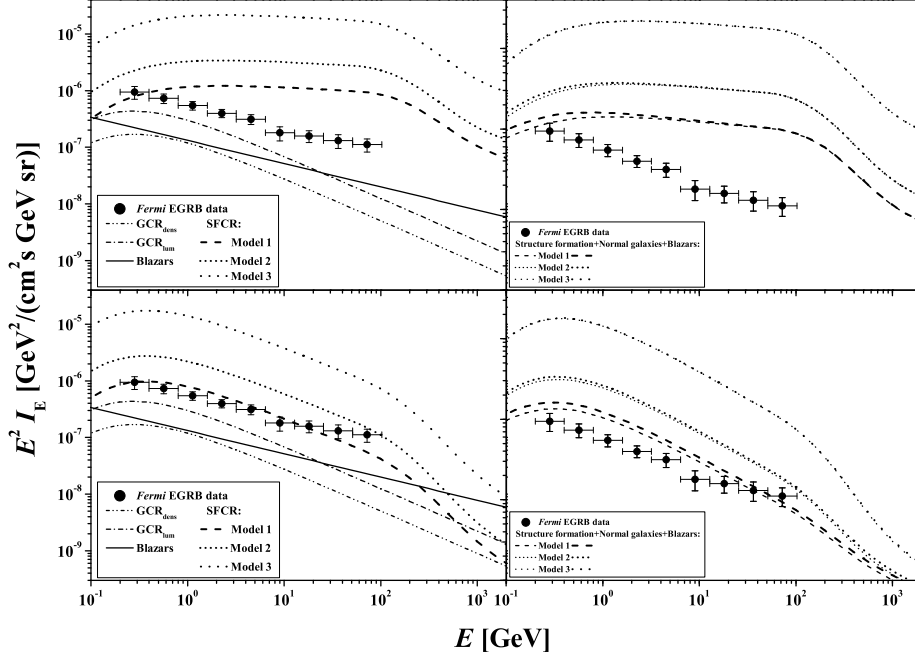 E² I_E [GeV²/(cm² s GeV sr)]
10⁻⁵
10⁻⁶
10⁻⁷
10⁻⁸
10⁻⁹
Fermi EGRB data
GCR_dens SFCR:
GCR_lum Model 1
Blazars Model 2
Model 3
Fermi EGRB data
Structure formation+Normal galaxies+Blazars:
Model 1
Model 2
Model 3
10⁻⁵
10⁻⁶
10⁻⁷
10⁻⁸
10⁻⁹
Fermi EGRB data
GCR_dens SFCR:
GCR_lum Model 1
Blazars Model 2
Model 3
Fermi EGRB data
Structure formation+Normal galaxies+Blazars:
Model 1
Model 2
Model 3
10⁻¹ 10⁰ 10¹ 10² 10³ 10⁻¹ 10⁰ 10¹ 10² 10³
E [GeV]